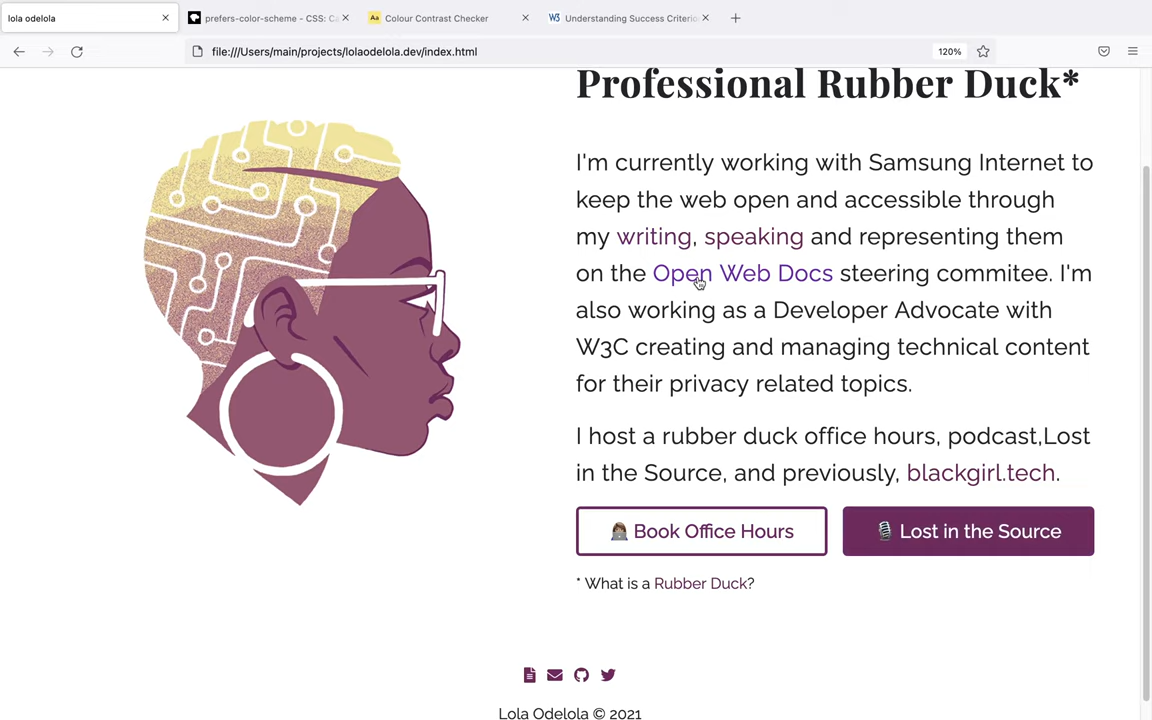 lola odelola
prefers-color-scheme - CSS: Ca
Aa Colour Contrast Checker
W3 Understanding Success Criterio
file:///Users/main/projects/lolaodelola.dev/index.html
120%
Professional Rubber Duck*
I'm currently working with Samsung Internet to
keep the web open and accessible through
my writing, speaking and representing them
on the Open Web Docs steering commitee. I'm
also working as a Developer Advocate with
W3C creating and managing technical content
for their privacy related topics.
I host a rubber duck office hours, podcast,Lost
in the Source, and previously, blackgirl.tech.
Book Office Hours
Lost in the Source
* What is a Rubber Duck?
Lola Odelola © 2021